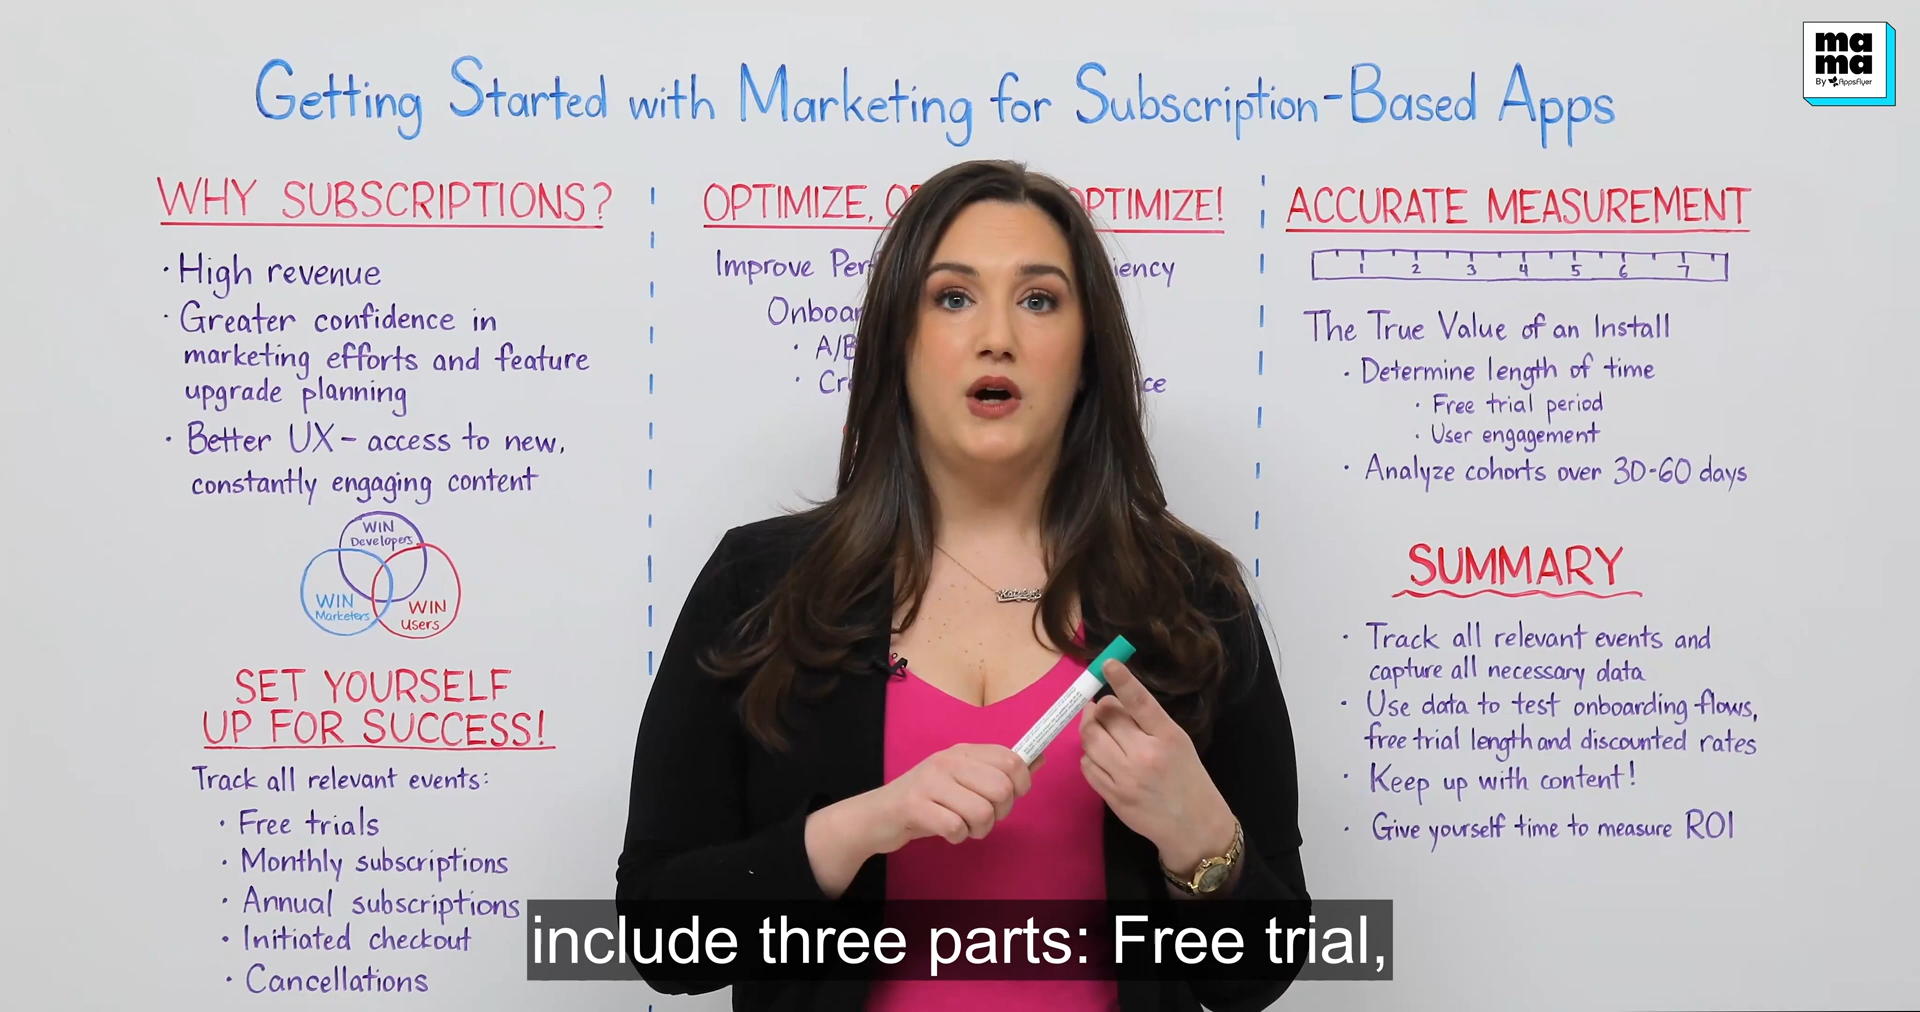 ma
ma
By AppsFlyer
Getting Started with Marketing for Subscription-Based Apps
WHY SUBSCRIPTIONS?
· High revenue
· Greater confidence in
marketing efforts and feature
upgrade planning
· Better UX – access to new,
constantly engaging content
WIN
Developers
WIN
Marketers
WIN
Users
SET YOURSELF
UP FOR SUCCESS!
Track all relevant events:
· Free trials
· Monthly subscriptions
· Annual subscriptions
· Initiated checkout
· Cancellations
OPTIMIZE,
OPTIMIZE!
Improve
A/B
ACCURATE MEASUREMENT
1 2 3 4 5 6 7
The True Value of an Install
· Determine length of time
· Free trial period
· User engagement
· Analyze cohorts over 30-60 days
SUMMARY
· Track all relevant events and
capture all necessary data
· Use data to test onboarding flows,
free trial length and discounted rates
· Keep up with content!
· Give yourself time to measure ROI
include three parts: Free trial,